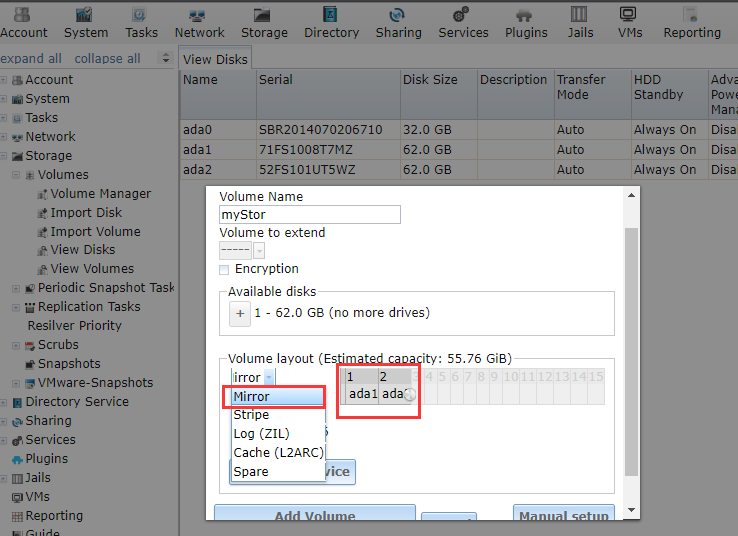 Account System Tasks Network Storage Directory Sharing Services Plugins Jails VMs Reporting
expand all collapse all
View Disks
Account
System
Tasks
Network
Storage
Volumes
Volume Manager
Import Disk
Import Volume
View Disks
View Volumes
Periodic Snapshot Task
Replication Tasks
Resilver Priority
Scrubs
Snapshots
VMware-Snapshots
Directory Service
Sharing
Services
Plugins
Jails
VMs
Reporting
Guide
Name Serial Disk Size Description Transfer Mode HDD Standby Adva Powe Mana
ada0 SBR2014070206710 32.0 GB Auto Always On Disa
ada1 71FS1008T7MZ 62.0 GB Auto Always On Disa
ada2 52FS101UT5WZ 62.0 GB Auto Always On Disa
Volume Name
myStor
Volume to extend
-----
Encryption
Available disks
+ 1 - 62.0 GB (no more drives)
Volume layout (Estimated capacity: 55.76 GiB)
irror 1 2 3 4 5 6 7 8 9 10 11 12 13 14 15
ada1 ada
Mirror
Stripe
Log (ZIL)
Cache (L2ARC)
Spare
vice
Add Volume
Manual setup